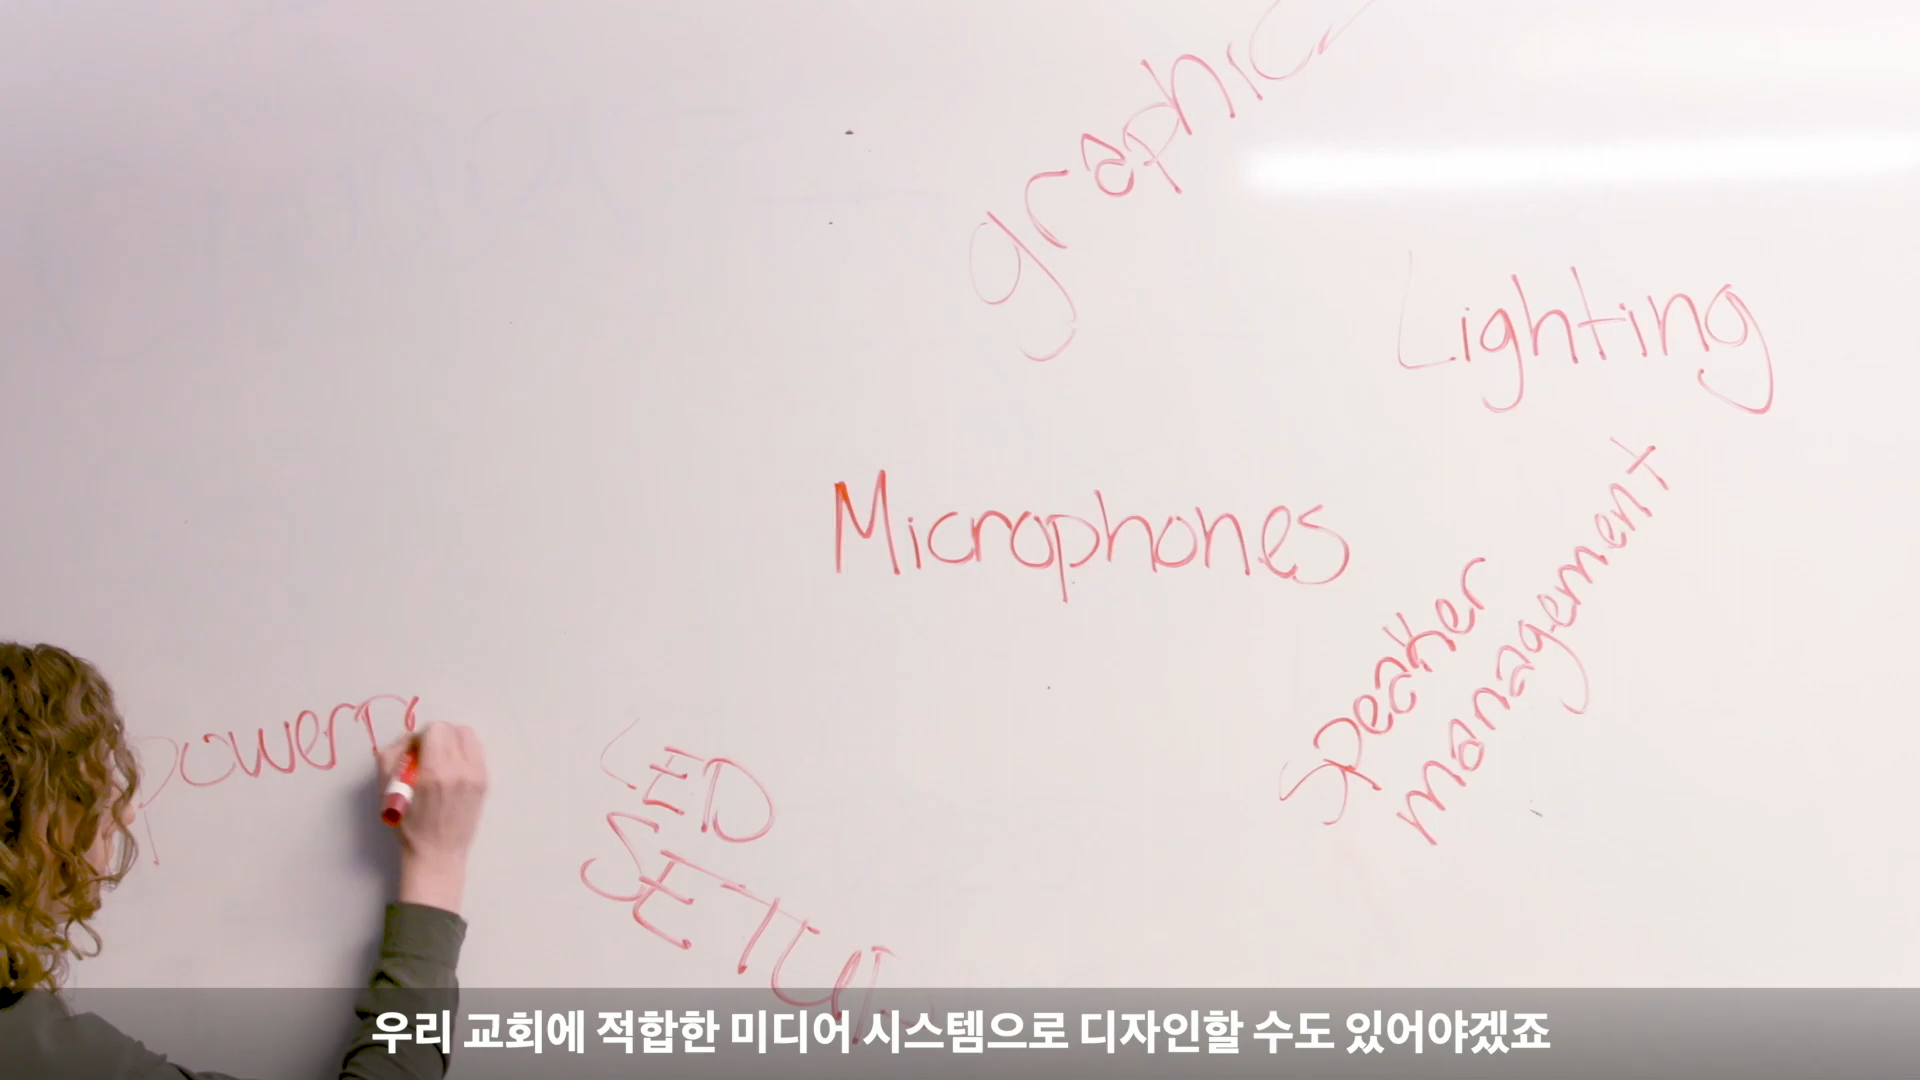 graphics
Lighting
Microphones
Speaker
management
LED
SETUP
우리 교회에 적합한 미디어 시스템으로 디자인할 수도 있어야겠죠